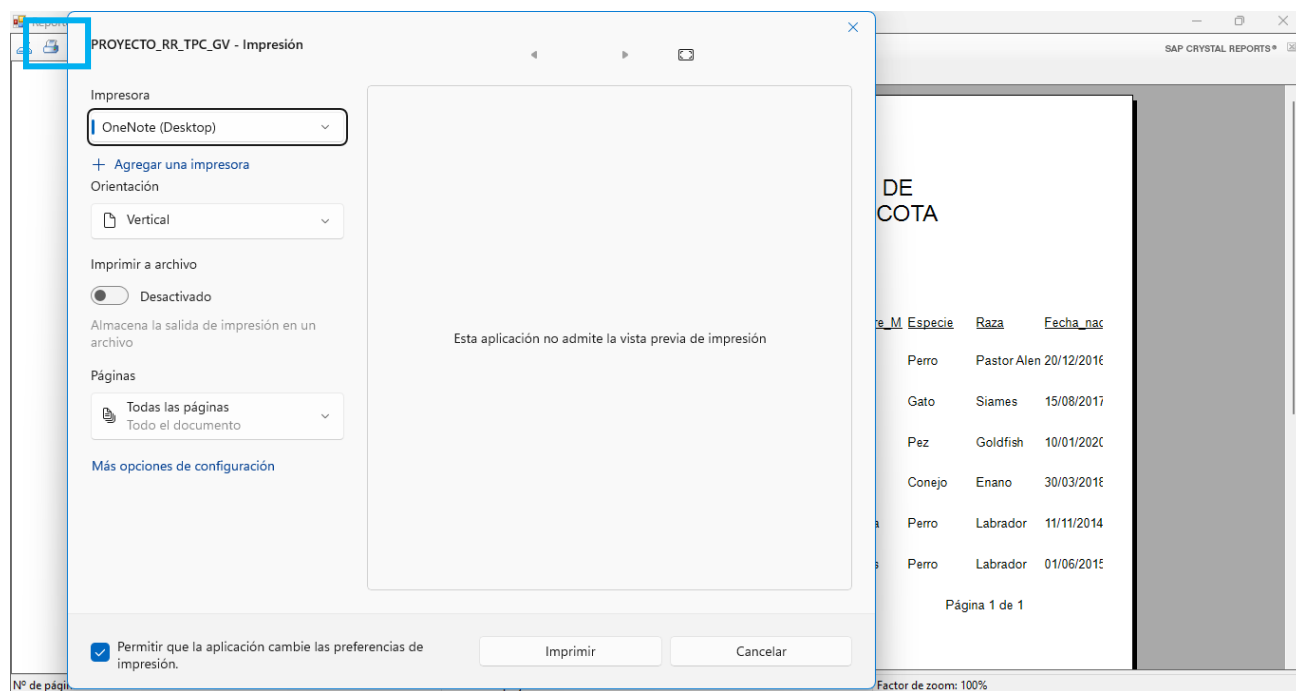 Report
SAP CRYSTAL REPORTS®
PROYECTO_RR_TPC_GV - Impresión
Impresora
OneNote (Desktop)
Agregar una impresora
Orientación
Vertical
Imprimir a archivo
Desactivado
Almacena la salida de impresión en un
archivo
Páginas
Todas las páginas
Todo el documento
Más opciones de configuración
Esta aplicación no admite la vista previa de impresión
Permitir que la aplicación cambie las preferencias de
impresión.
Imprimir
Cancelar
DE
COTA
re_M Especie Raza Fecha_nac
Perro Pastor Alen 20/12/2016
Gato Siames 15/08/2017
Pez Goldfish 10/01/2020
Conejo Enano 30/03/2018
a Perro Labrador 11/11/2014
s Perro Labrador 01/06/2015
Página 1 de 1
Nº de págin
Factor de zoom: 100%